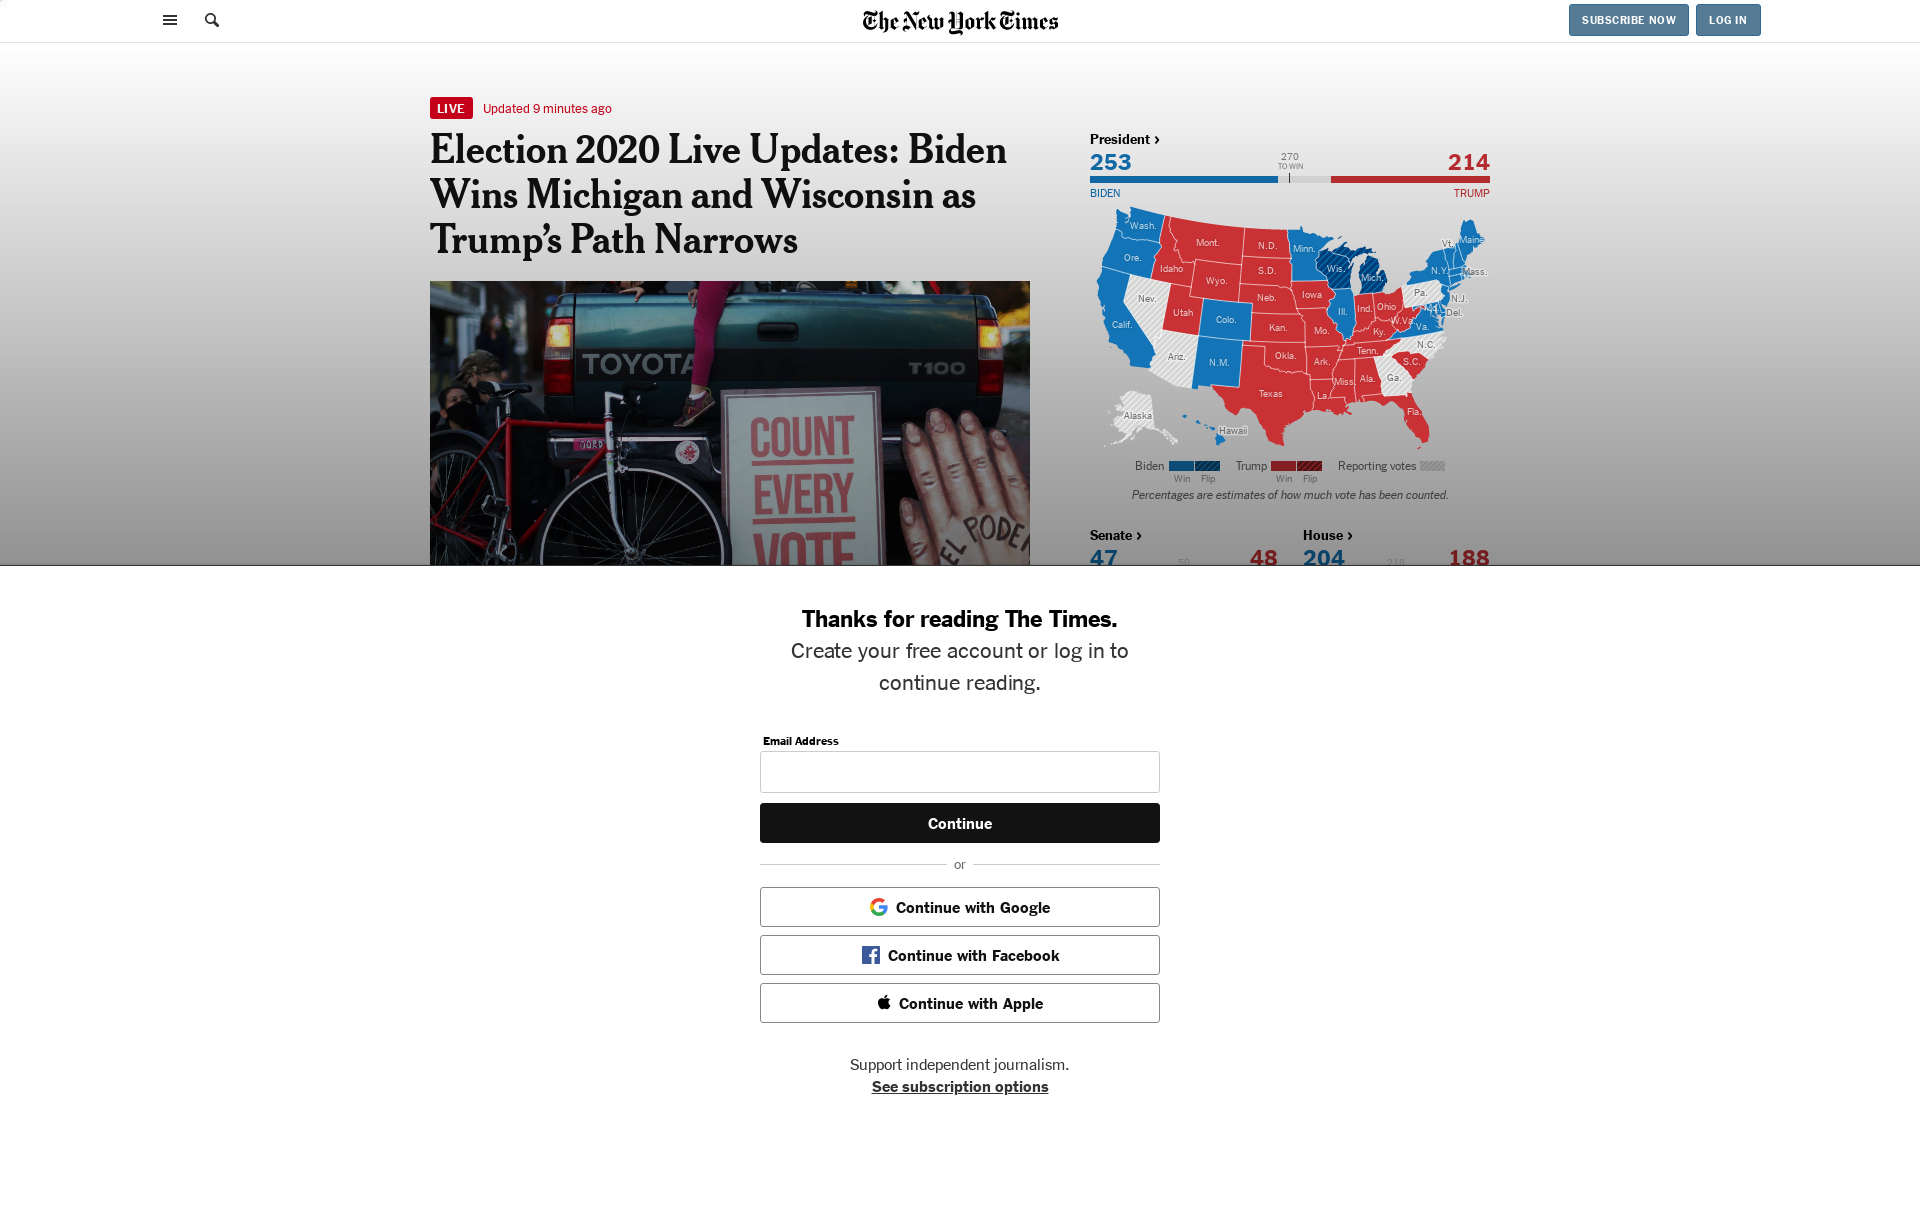 The New York Times
SUBSCRIBE NOW
LOG IN
LIVE
Updated 9 minutes ago
Election 2020 Live Updates: Biden
Wins Michigan and Wisconsin as
Trump's Path Narrows
TOYOTA
T100
WORD
COUNT
EVERY
VOTE
EL PODER
President ›
253
270
TO WIN
214
BIDEN
TRUMP
Wash.
Mont.
N.D.
Minn.
Vt.
Maine
Ore.
Idaho
S.D.
Wis.
Mich.
N.Y.
Mass.
Wyo.
Nev.
Neb.
Iowa
Pa.
N.J.
Utah
Colo.
Ill.
Ind.
Ohio
Del.
Calif.
Kan.
Mo.
Ky.
W.Va.
Va.
Ariz.
N.M.
Okla.
Ark.
Tenn.
N.C.
S.C.
Texas
La.
Miss.
Ala.
Ga.
Fla.
Alaska
Hawaii
Biden
Trump
Reporting votes
Win
Flip
Win
Flip
Percentages are estimates of how much vote has been counted.
Senate ›
House ›
47
50
48
204
218
188
Thanks for reading The Times.
Create your free account or log in to
continue reading.
Email Address
Continue
or
Continue with Google
Continue with Facebook
Continue with Apple
Support independent journalism.
See subscription options